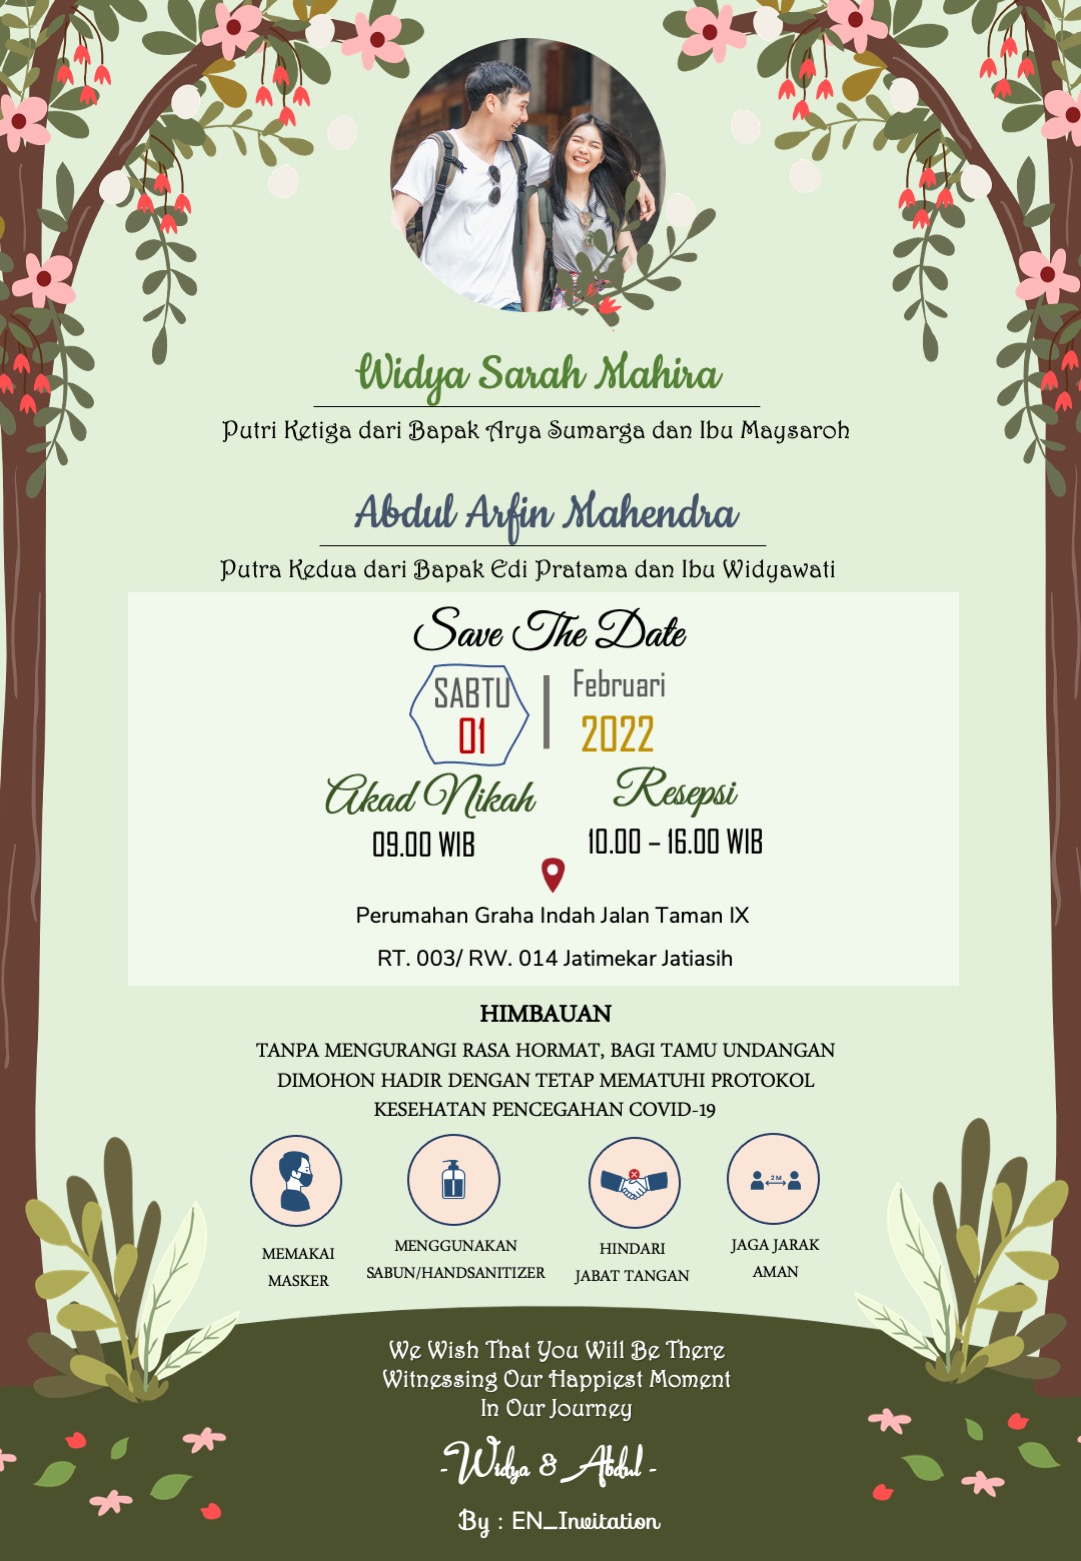 Widya Sarah Mahira
Putri Ketiga dari Bapak Arya Sumarga dan Ibu Maysaroh
Abdul Arfin Mahendra
Putra Kedua dari Bapak Edi Pratama dan Ibu Widyawati
Save The Date
SABTU
01
Februari
2022
Akad Nikah
09.00 WIB
Resepsi
10.00 – 16.00 WIB
Perumahan Graha Indah Jalan Taman IX
RT. 003/ RW. 014 Jatimekar Jatiasih
HIMBAUAN
TANPA MENGURANGI RASA HORMAT, BAGI TAMU UNDANGAN
DIMOHON HADIR DENGAN TETAP MEMATUHI PROTOKOL
KESEHATAN PENCEGAHAN COVID-19
2 M
MEMAKAI
MASKER
MENGGUNAKAN
SABUN/HANDSANITIZER
HINDARI
JABAT TANGAN
JAGA JARAK
AMAN
We Wish That You Will Be There
Witnessing Our Happiest Moment
In Our Journey
-Widya & Abdul -
By : EN_Invitation